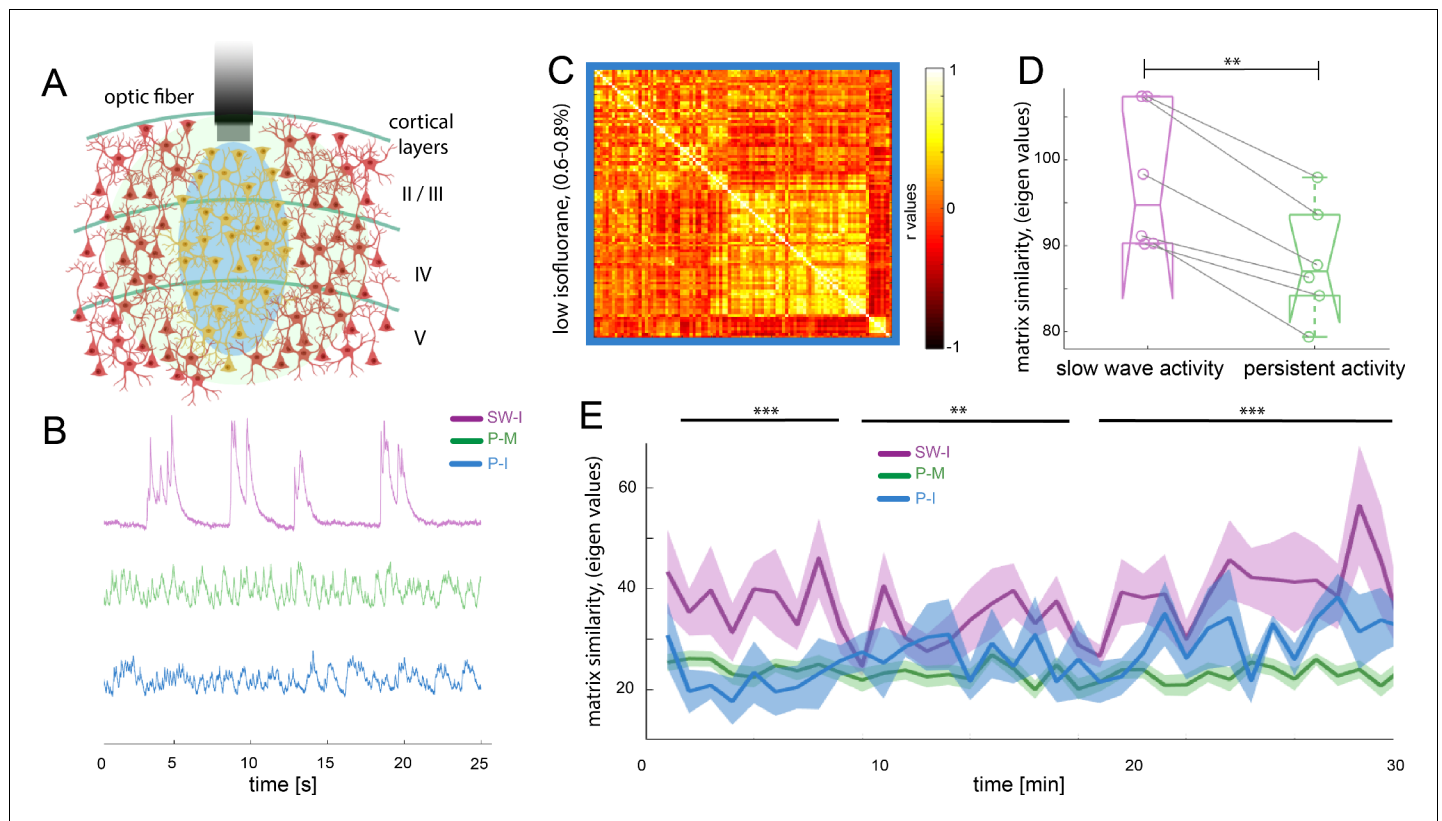 A
optic fiber
cortical
layers
II / III
IV
V
B
SW-I
P-M
P-I
0
5
10
15
20
25
time [s]
C
low isofluorane, (0.6-0.8%)
1
0
-1
r values
D
**
matrix similarity, (eigen values)
100
90
80
slow wave activity
persistent activity
E
***
**
***
SW-I
P-M
P-I
matrix similarity, (eigen values)
60
40
20
0
10
20
30
time [min]